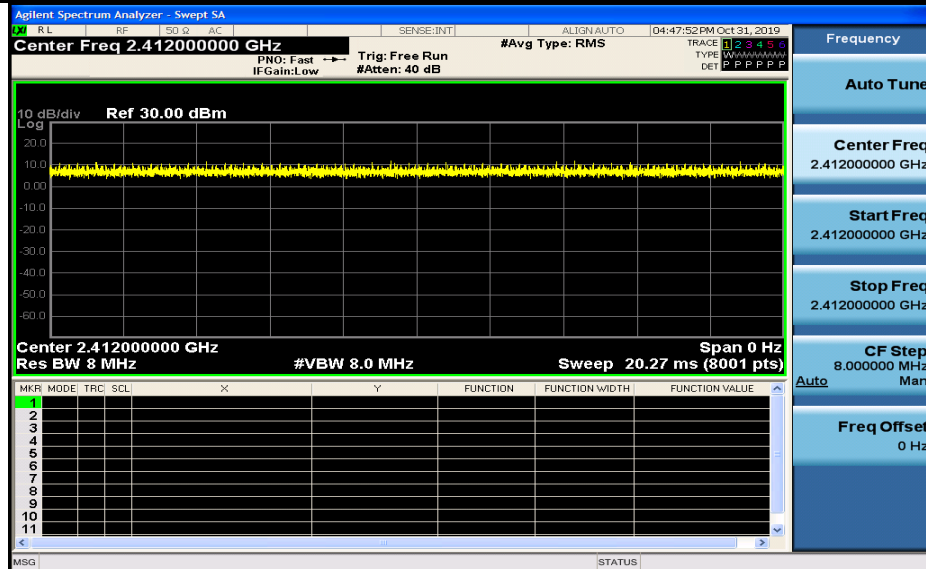 Agilent Spectrum Analyzer - Swept SA
LXI RL RF 50 Ω AC SENSE:INT ALIGN AUTO 04:47:52 PM Oct 31, 2019
Center Freq 2.412000000 GHz #Avg Type: RMS TRACE 1 2 3 4 5 6
PNO: Fast Trig: Free Run TYPE WWWWWW
IFGain:Low #Atten: 40 dB DET P P P P P P
10 dB/div Ref 30.00 dBm
Log
20.0
10.0
0.00
-10.0
-20.0
-30.0
-40.0
-50.0
-60.0
Center 2.412000000 GHz Span 0 Hz
Res BW 8 MHz #VBW 8.0 MHz Sweep 20.27 ms (8001 pts)
MKR MODE TRC SCL X Y FUNCTION FUNCTION WIDTH FUNCTION VALUE
1
2
3
4
5
6
7
8
9
10
11
MSG STATUS
Frequency
Auto Tune
Center Freq
2.412000000 GHz
Start Freq
2.412000000 GHz
Stop Freq
2.412000000 GHz
CF Step
8.000000 MHz
Auto Man
Freq Offset
0 Hz